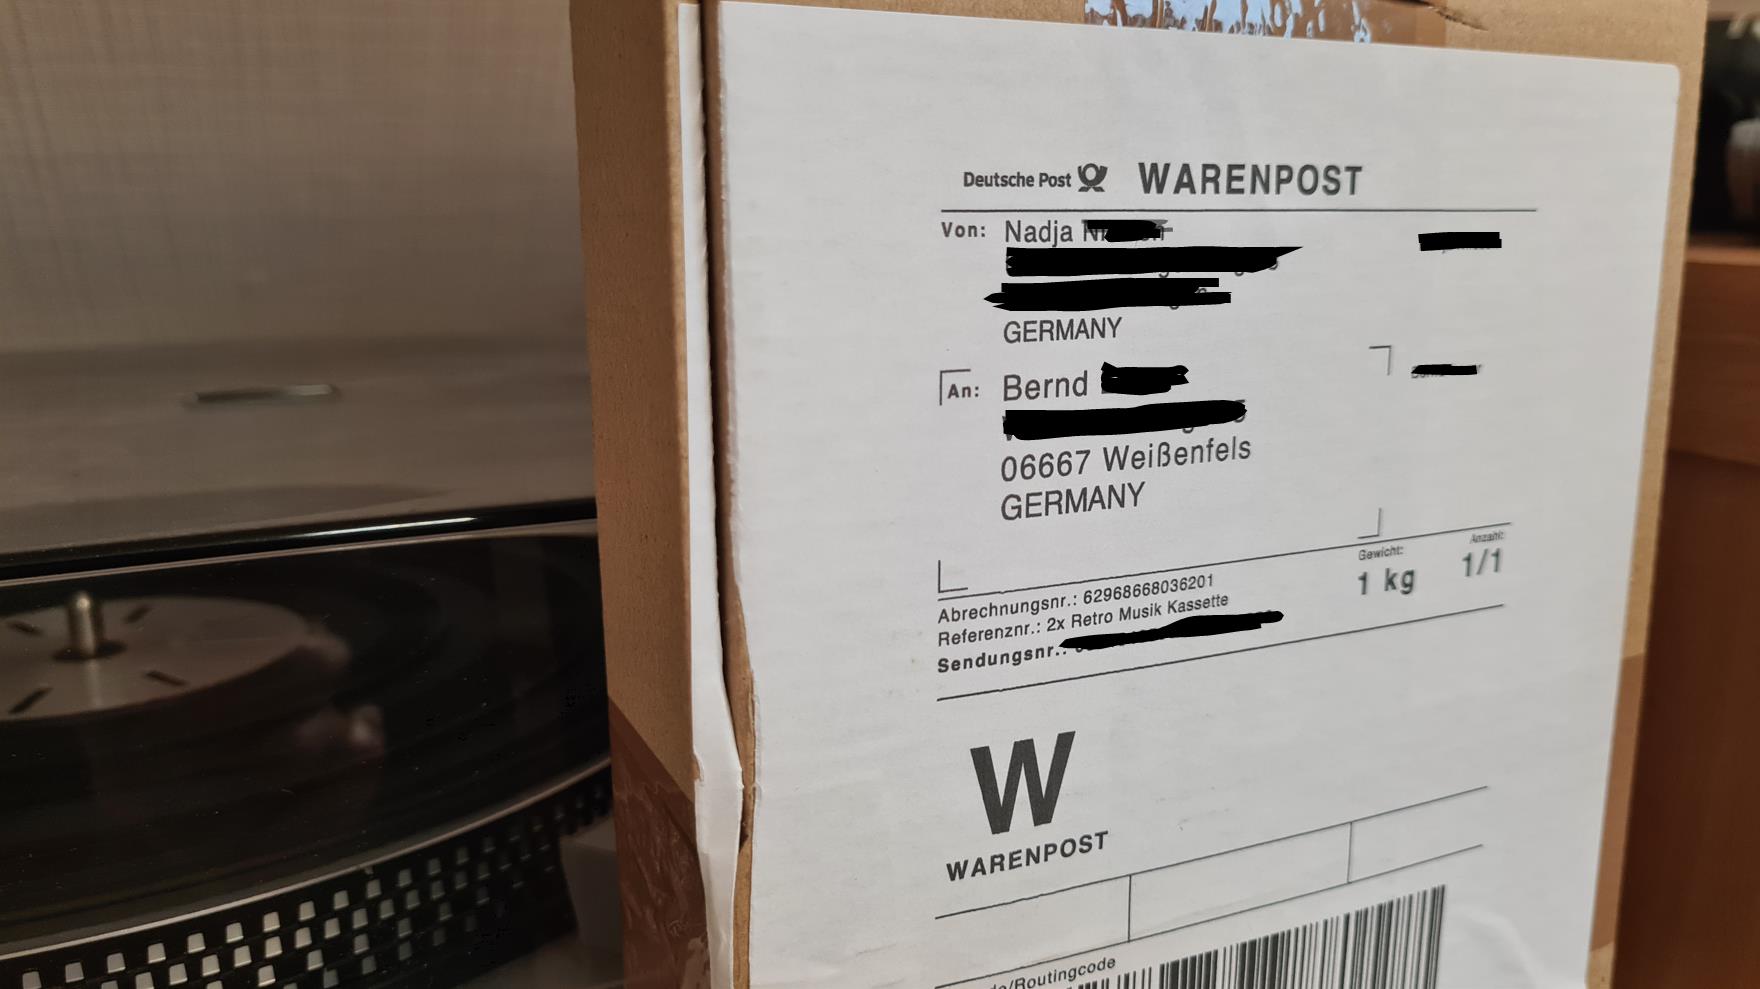 Deutsche Post WARENPOST
Von: Nadja
GERMANY
An: Bernd
06667 Weißenfels
GERMANY
Gewicht: Anzahl:
1 kg 1/1
Abrechnungsnr.: 62968668036201
Referenznr.: 2x Retro Musik Kassette
Sendungsnr.:
W
WARENPOST
/Routingcode